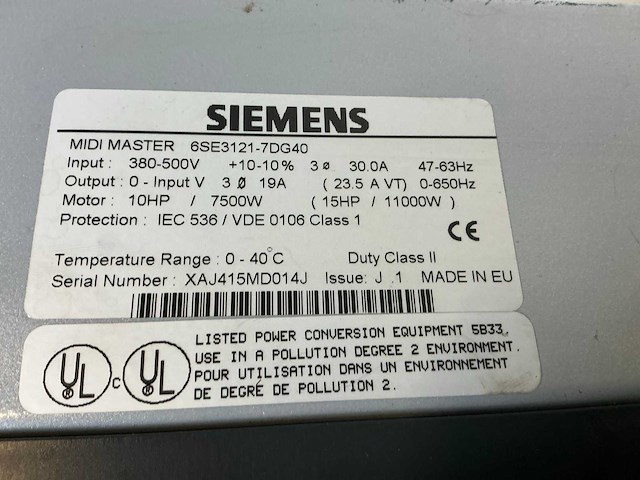 SIEMENS
MIDI MASTER 6SE3121-7DG40
Input : 380-500V +10-10% 3 ø 30.0A 47-63Hz
Output : 0 - Input V 3 Ø 19A ( 23.5 A VT) 0-650Hz
Motor : 10HP / 7500W ( 15HP / 11000W )
Protection : IEC 536 / VDE 0106 Class 1
CE
Temperature Range : 0 - 40°C Duty Class II
Serial Number : XAJ415MD014J Issue: J .1 MADE IN EU
LISTED POWER CONVERSION EQUIPMENT 5B33.
USE IN A POLLUTION DEGREE 2 ENVIRONMENT.
POUR UTILISATION DANS UN ENVIRONNEMENT
DE DEGRÉ DE POLLUTION 2.
UL C UL